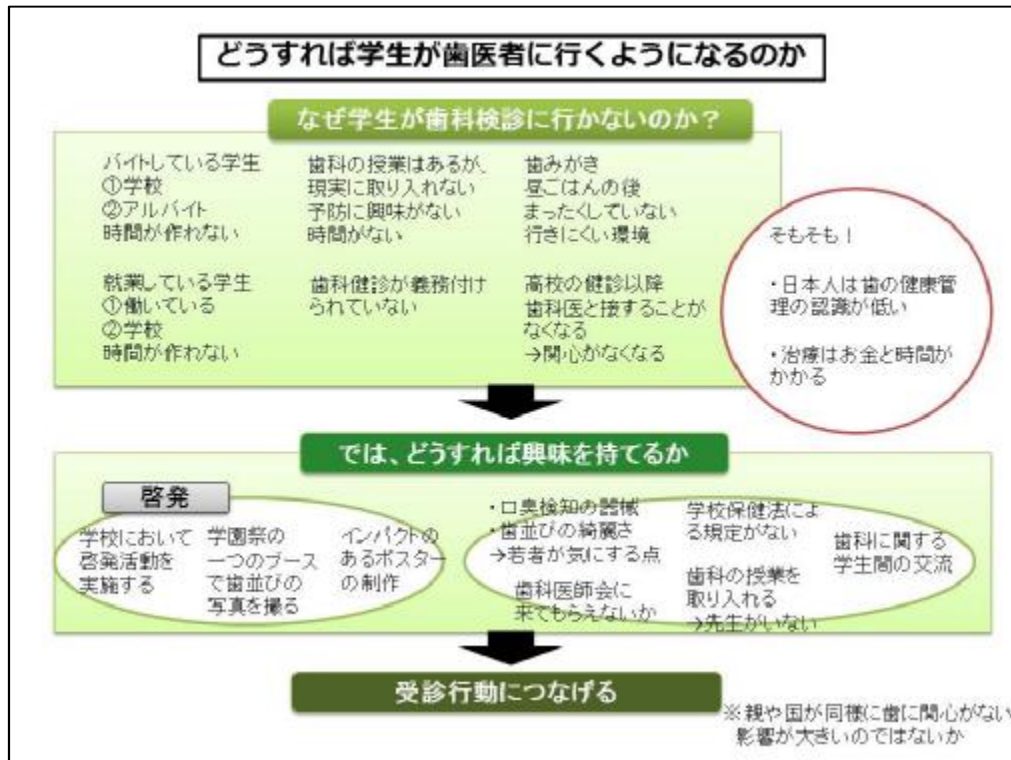 どうすれば学生が歯医者に行くようになるのか
なぜ学生が歯科検診に行かないのか？
バイトしている学生
①学校
②アルバイト
時間が作れない
歯科の授業はあるが、
現実に取り入れない
予防に興味がない
時間がない
歯みがき
昼ごはんの後
まったくしていない
行きにくい環境
就業している学生
①働いている
②学校
時間が作れない
歯科健診が義務付け
られていない
高校の健診以降
歯科医と接することが
なくなる
→関心がなくなる
そもそも！
・日本人は歯の健康管
理の認識が低い
・治療はお金と時間が
かかる
では、どうすれば興味を持てるか
啓発
学校において
啓発活動を
実施する
学園祭の
一つのブース
で歯並びの
写真を撮る
インパクトの
あるポスター
の制作
・口臭検知の器械
・歯並びの綺麗さ
→若者が気にする点
歯科医師会に
来てもらえないか
学校保健法によ
る規定がない
歯科の授業を
取り入れる
→先生がいない
歯科に関する
学生間の交流
受診行動につなげる
※親や国が同様に歯に関心がない
影響が大きいのではないか